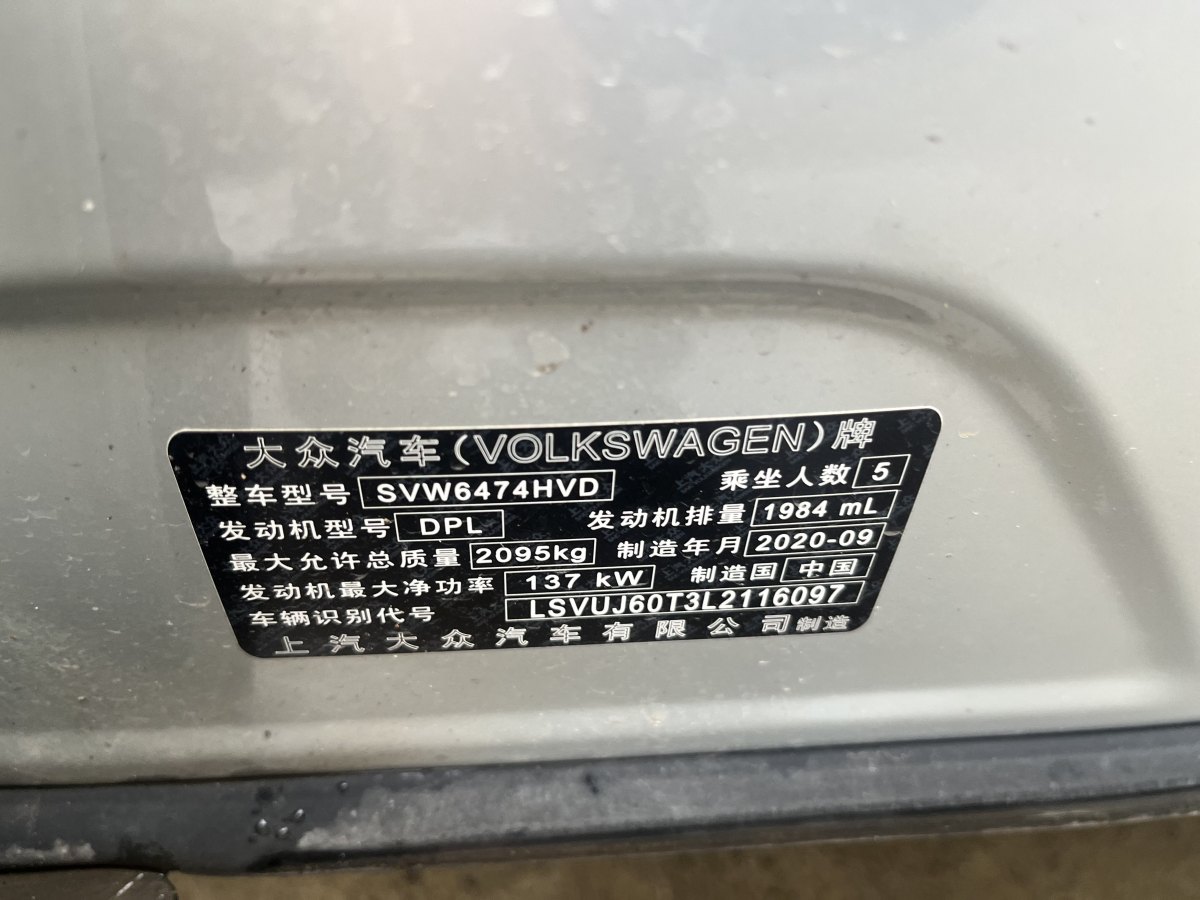 大众汽车(VOLKSWAGEN)牌
整车型号 SVW6474HVD 乘坐人数 5
发动机型号 DPL 发动机排量 1984 mL
最大允许总质量 2095kg 制造年月 2020-09
发动机最大净功率 137 kW 制造国 中国
车辆识别代号 LSVUJ60T3L2116097
上汽大众汽车有限公司制造